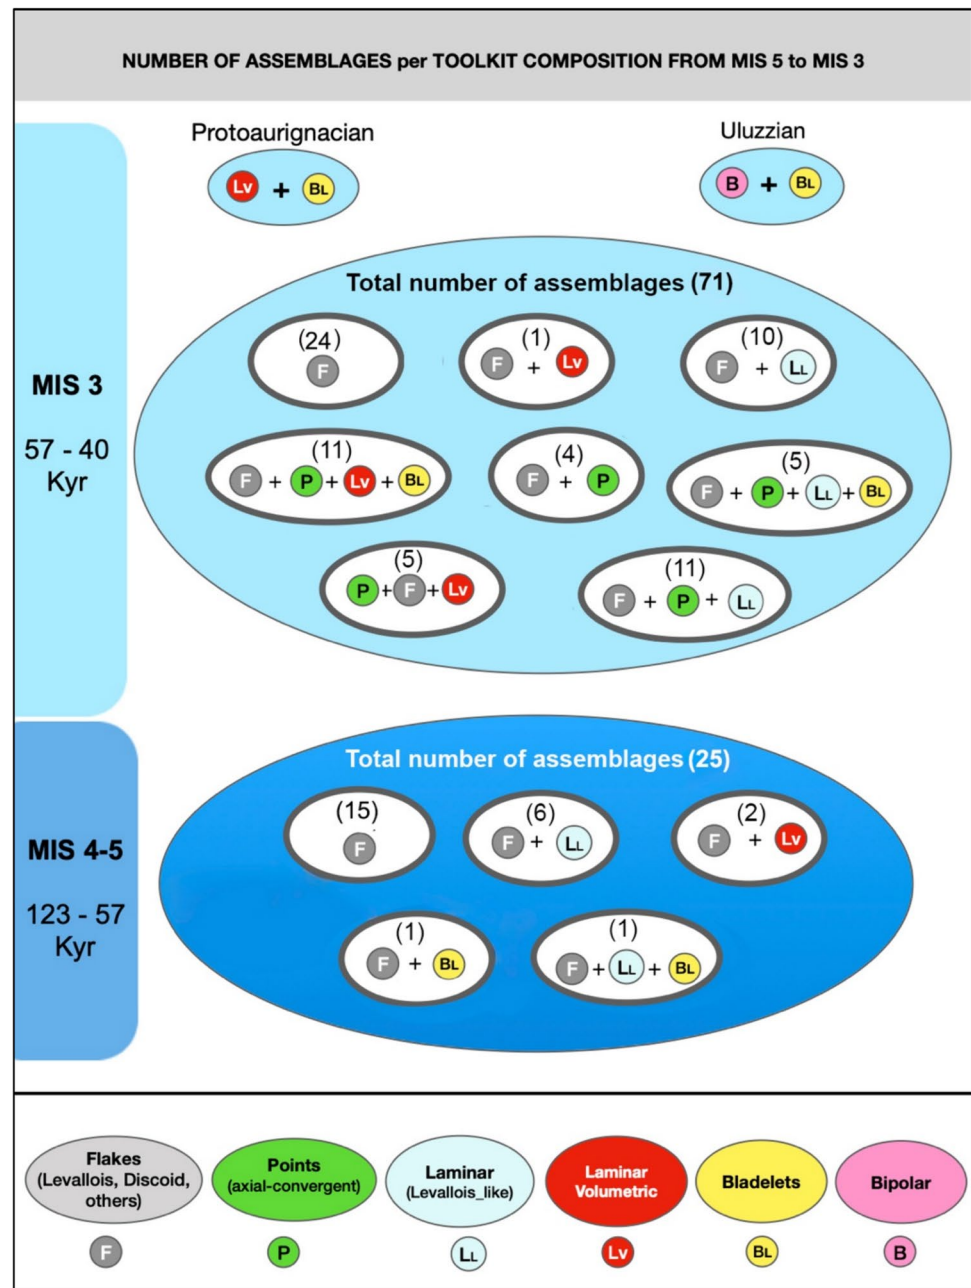 NUMBER OF ASSEMBLAGES per TOOLKIT COMPOSITION FROM MIS 5 to MIS 3
Protoaurignacian
Uluzzian
Lv + BL
B + BL
MIS 3
57 - 40
Kyr
Total number of assemblages (71)
(24)
F
(1)
F + Lv
(10)
F + LL
(11)
F + P + Lv + BL
(4)
F + P
(5)
F + P + LL + BL
(5)
P + F + Lv
(11)
F + P + LL
MIS 4-5
123 - 57
Kyr
Total number of assemblages (25)
(15)
F
(6)
F + LL
(2)
F + Lv
(1)
F + BL
(1)
F + LL + BL
Flakes
(Levallois, Discoid,
others)
F
Points
(axial-convergent)
P
Laminar
(Levallois_like)
LL
Laminar
Volumetric
Lv
Bladelets
BL
Bipolar
B